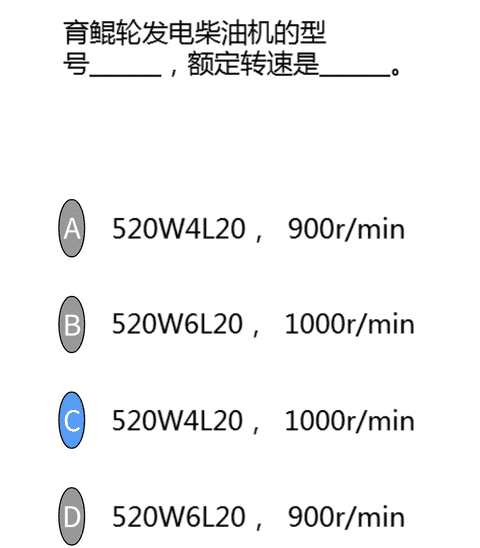 育鲲轮发电柴油机的型
号______，额定转速是______。
A 520W4L20， 900r/min
B 520W6L20， 1000r/min
C 520W4L20， 1000r/min
D 520W6L20， 900r/min